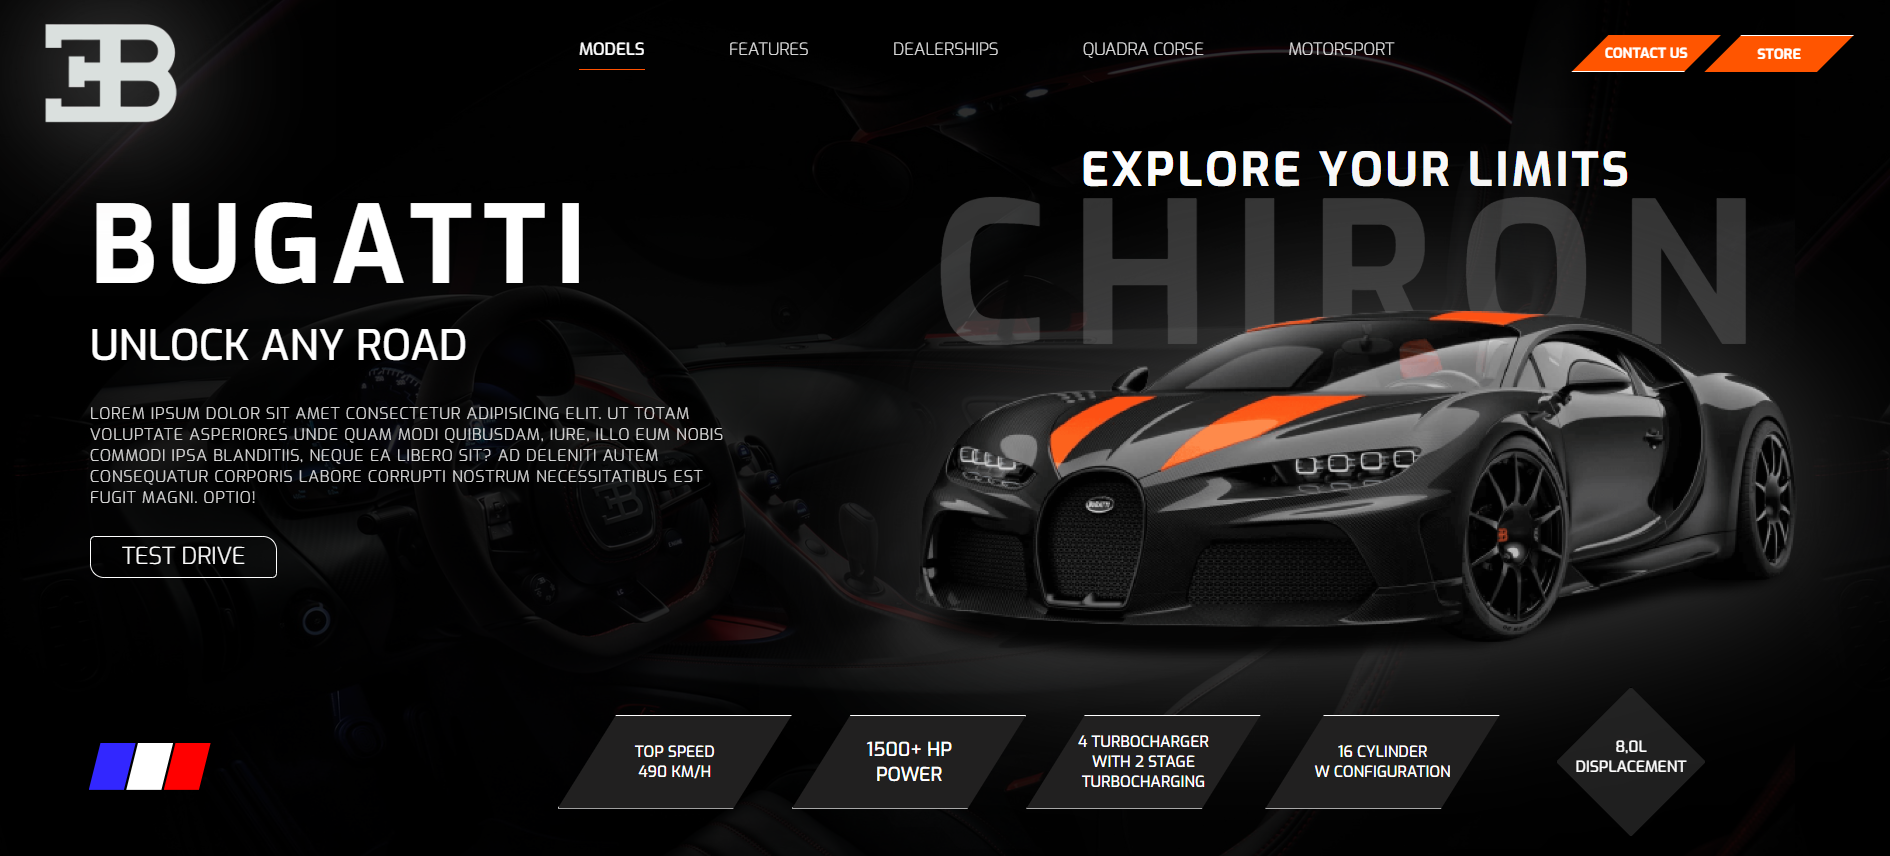 EB
MODELS
FEATURES
DEALERSHIPS
QUADRA CORSE
MOTORSPORT
CONTACT US
STORE
EXPLORE YOUR LIMITS
CHIRON
BUGATTI
UNLOCK ANY ROAD
LOREM IPSUM DOLOR SIT AMET CONSECTETUR ADIPISICING ELIT. UT TOTAM
VOLUPTATE ASPERIORES UNDE QUAM MODI QUIBUSDAM, IURE, ILLO EUM NOBIS
COMMODI IPSA BLANDITIIS, NEQUE EA LIBERO SIT? AD DELENITI AUTEM
CONSEQUATUR CORPORIS LABORE CORRUPTI NOSTRUM NECESSITATIBUS EST
FUGIT MAGNI. OPTIO!
TEST DRIVE
EB
BUGATTI
EB
TOP SPEED
490 KM/H
1500+ HP
POWER
4 TURBOCHARGER
WITH 2 STAGE
TURBOCHARGING
16 CYLINDER
W CONFIGURATION
8,0L
DISPLACEMENT